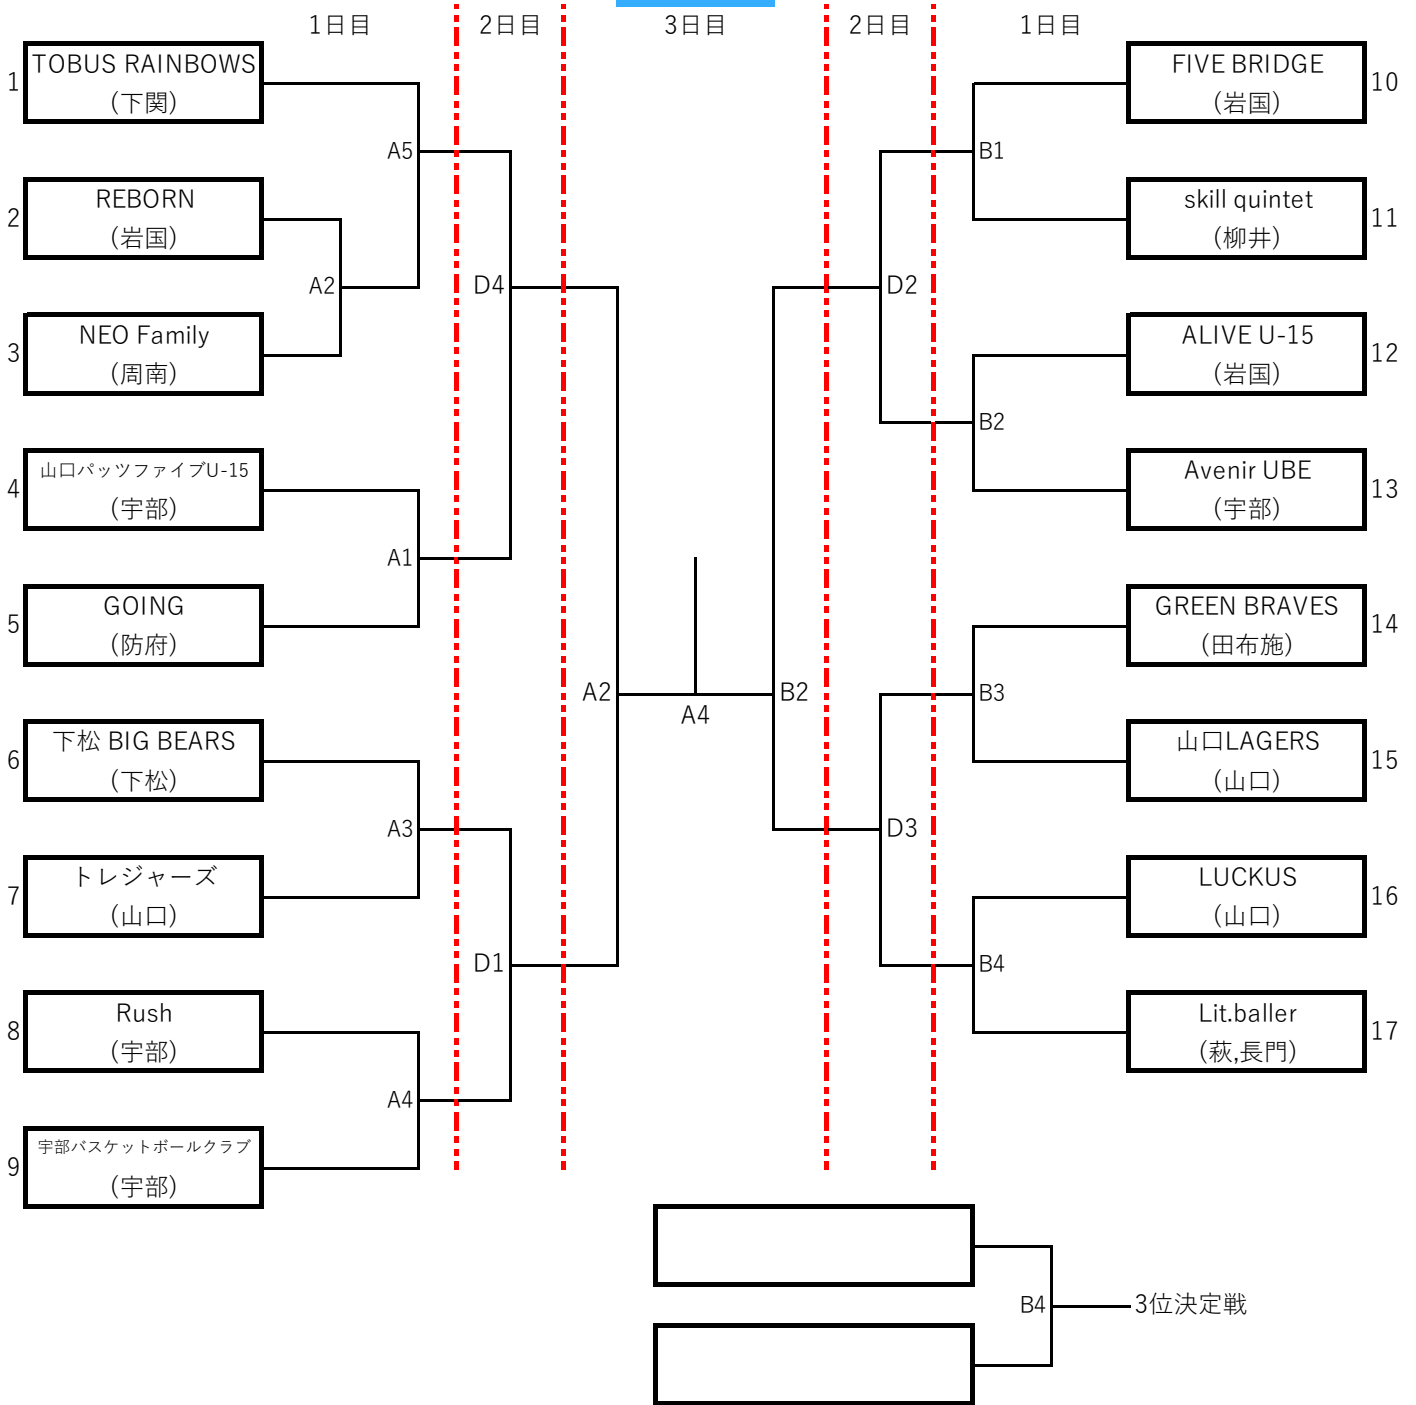 1日目
2日目
3日目
2日目
1日目
1
TOBUS RAINBOWS
(下関)
2
REBORN
(岩国)
3
NEO Family
(周南)
4
山口パッツファイブU-15
(宇部)
5
GOING
(防府)
6
下松 BIG BEARS
(下松)
7
トレジャーズ
(山口)
8
Rush
(宇部)
9
宇部バスケットボールクラブ
(宇部)
A5
A2
A1
A3
A4
D4
D1
A2
A4
B2
D2
D3
B1
B2
B3
B4
FIVE BRIDGE
(岩国)
10
skill quintet
(柳井)
11
ALIVE U-15
(岩国)
12
Avenir UBE
(宇部)
13
GREEN BRAVES
(田布施)
14
山口LAGERS
(山口)
15
LUCKUS
(山口)
16
Lit.baller
(萩,長門)
17
B4
3位決定戦